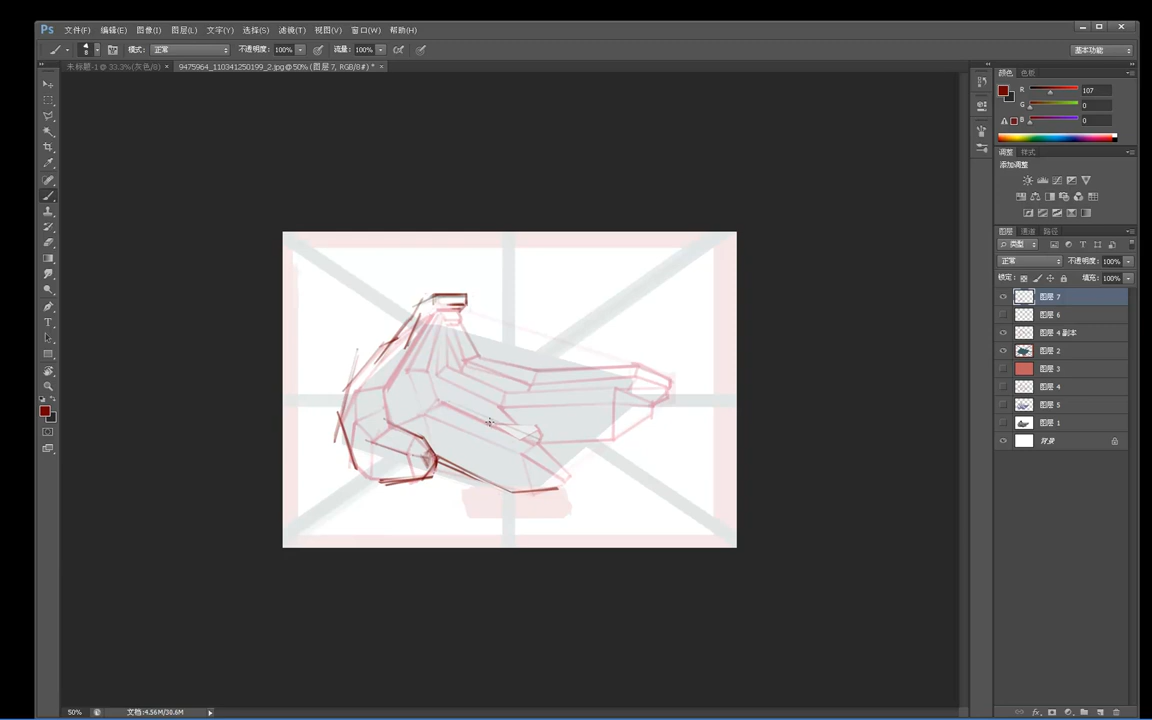 Ps 文件(F) 编辑(E) 图像(I) 图层(L) 文字(Y) 选择(S) 滤镜(T) 视图(V) 窗口(W) 帮助(H)
8 模式: 正常 不透明度: 100% 流量: 100% 基本功能
未标题-1 @ 33.3%(灰色/8) × 9475964_110341250199_2.jpg @ 50% (图层 7, RGB/8#) * ×
颜色 色板
R 107
G 0
B 0
调整 样式
添加调整
图层 通道 路径
类型
正常 不透明度: 100%
锁定: 填充: 100%
图层 7
图层 6
图层 4 副本
图层 2
图层 3
图层 4
图层 5
图层 1
背景
50% 文档:4.56M/30.6M
fx